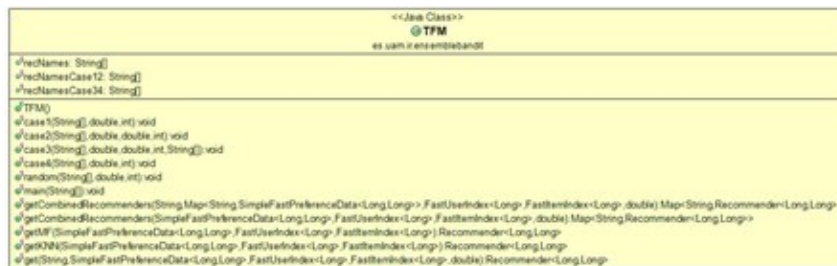 <<Java Class>>
TFM
es.uam.ir.ensemblebandit
recNames: String[]
recNamesCase12: String[]
recNamesCase34: String[]
TFM()
case1(String[],double,int):void
case2(String[],double,double,int):void
case3(String[],double,double,int,String[]):void
case4(String[],double,int):void
random(String[],double,int):void
main(String[]):void
getCombinedRecommenders(String,Map<String,SimpleFastPreferenceData<Long,Long>>,FastUserIndex<Long>,FastItemIndex<Long>,double):Map<String,Recommender<Long,Long>
getCombinedRecommenders(SimpleFastPreferenceData<Long,Long>,FastUserIndex<Long>,FastItemIndex<Long>,double):Map<String,Recommender<Long,Long>>
getMF(SimpleFastPreferenceData<Long,Long>,FastUserIndex<Long>,FastItemIndex<Long>):Recommender<Long,Long>
getKNN(SimpleFastPreferenceData<Long,Long>,FastUserIndex<Long>,FastItemIndex<Long>):Recommender<Long,Long>
get(String,SimpleFastPreferenceData<Long,Long>,FastUserIndex<Long>,FastItemIndex<Long>,double):Recommender<Long,Long>